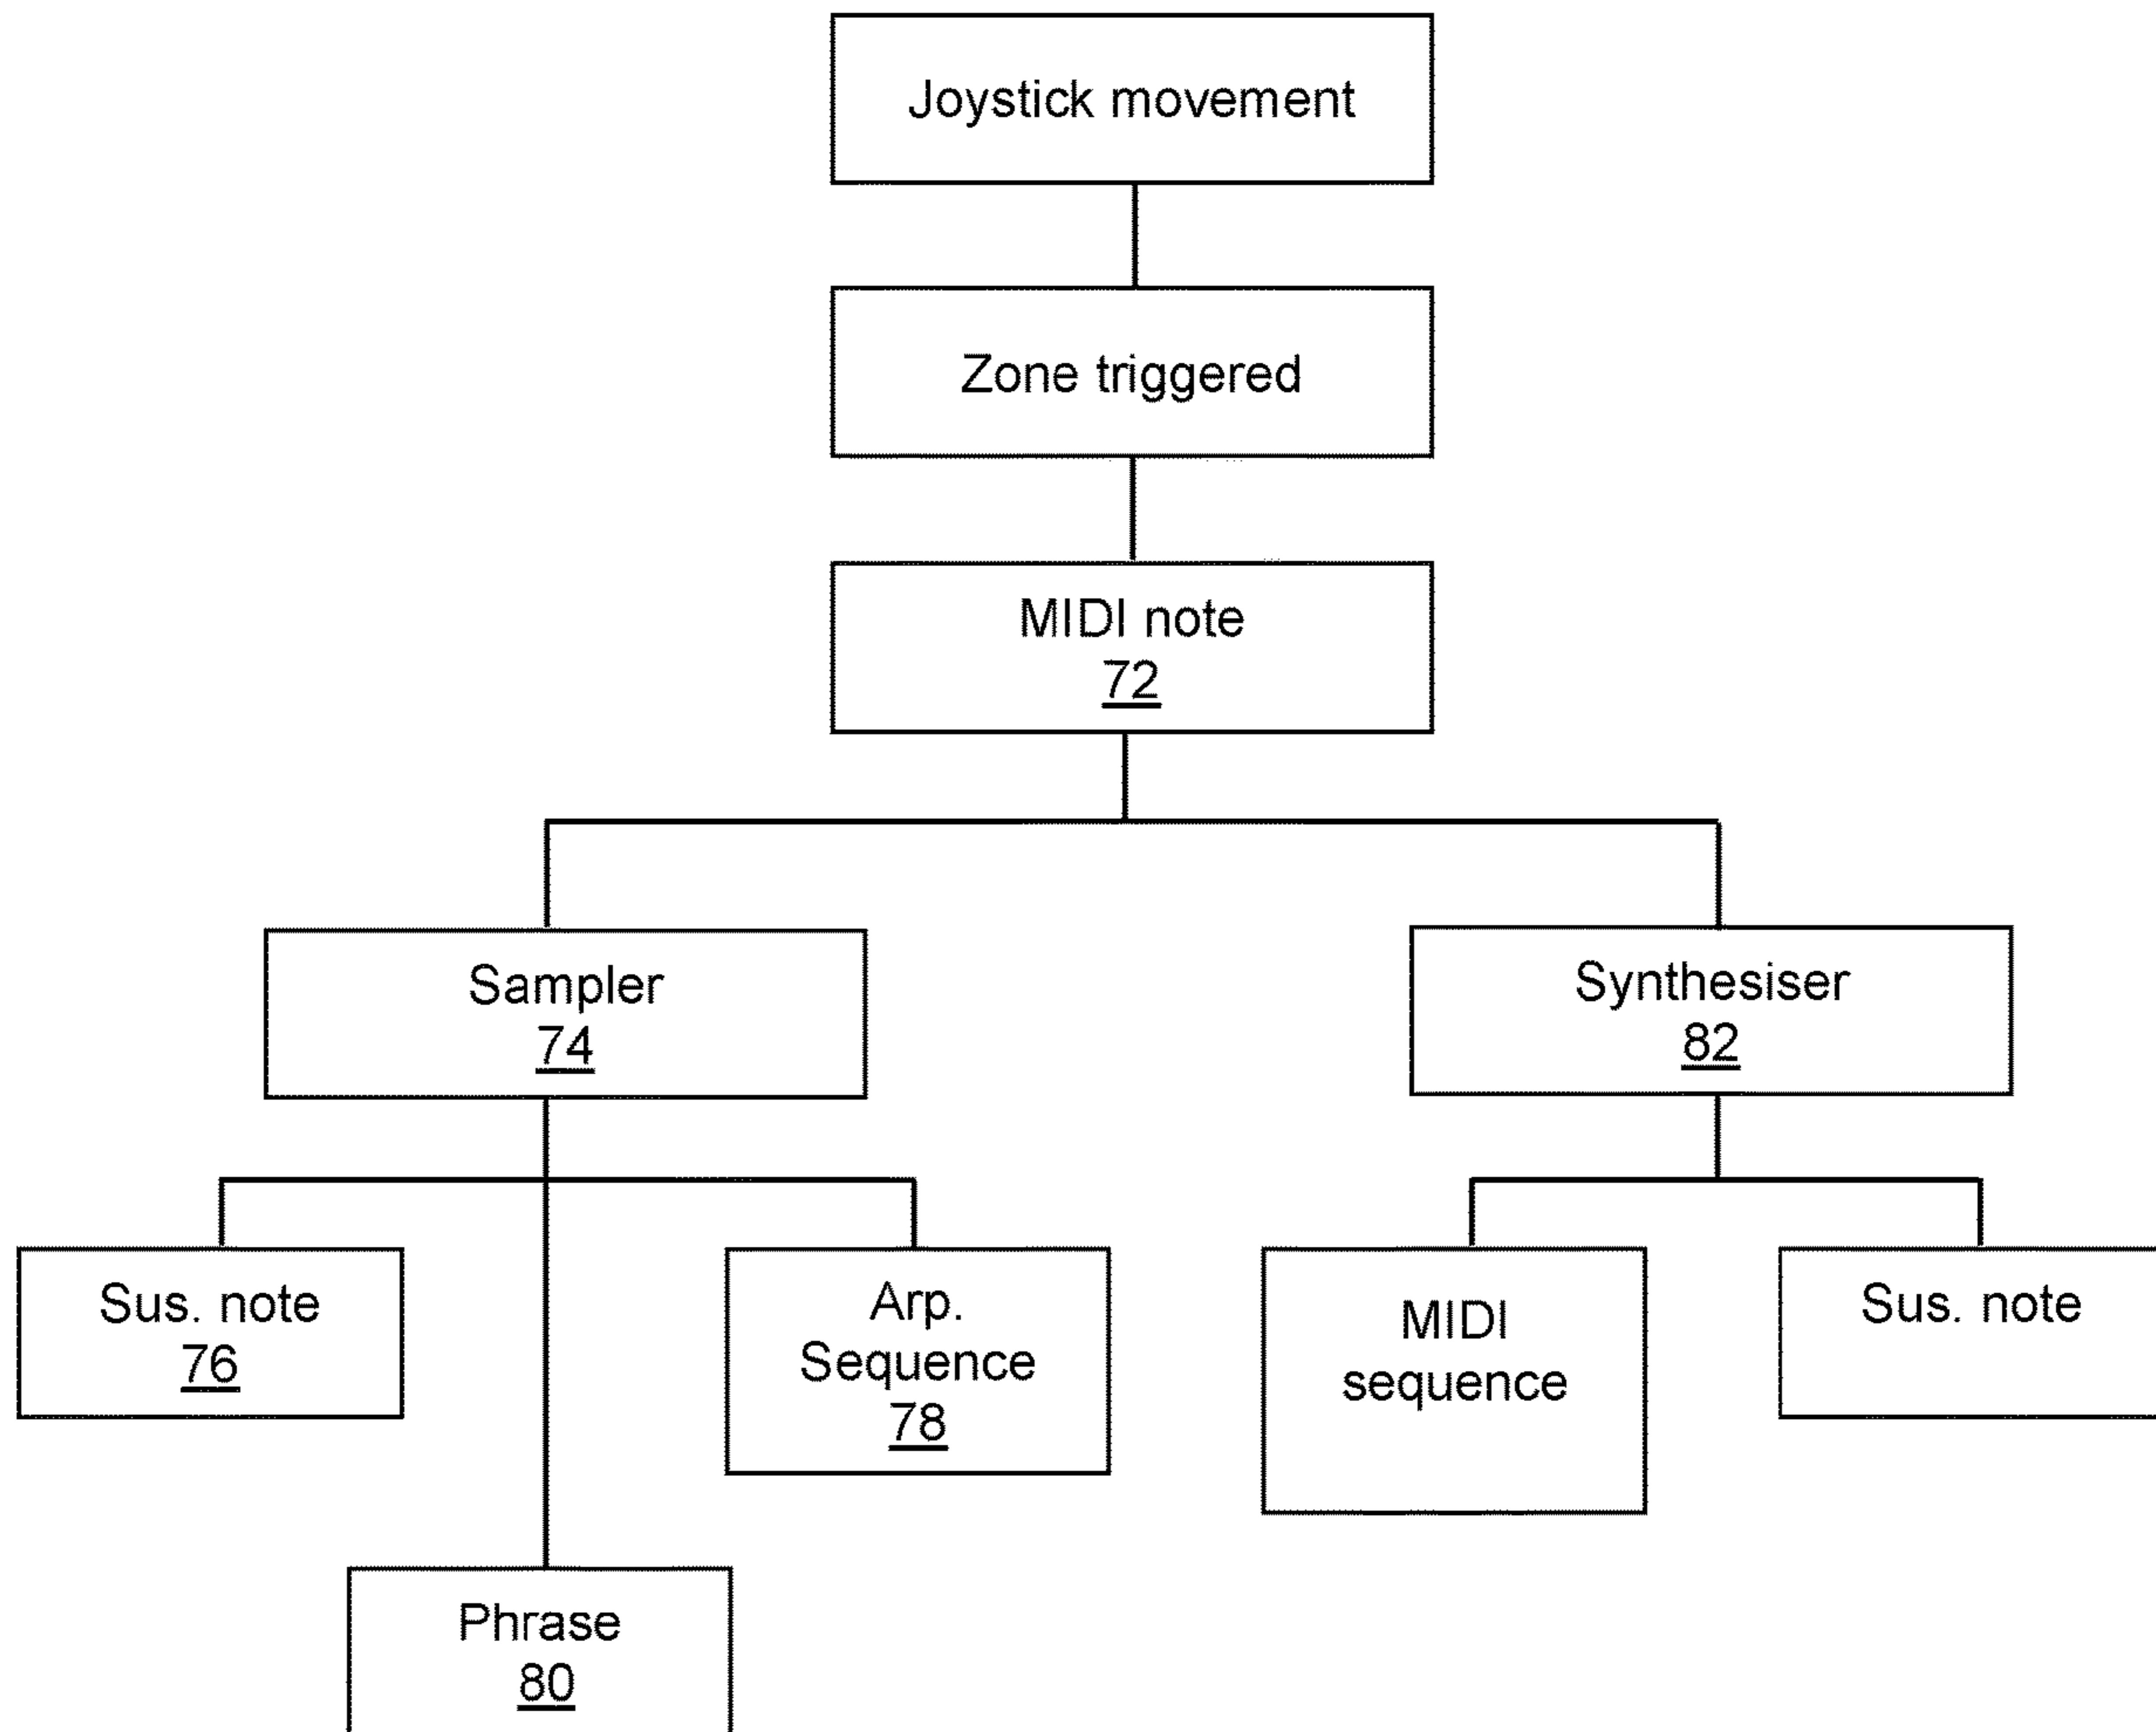 Joystick movement
Zone triggered
MIDI note
72
Sampler
74
Synthesiser
82
Sus. note
76
Arp.
Sequence
78
MIDI
sequence
Sus. note
Phrase
80